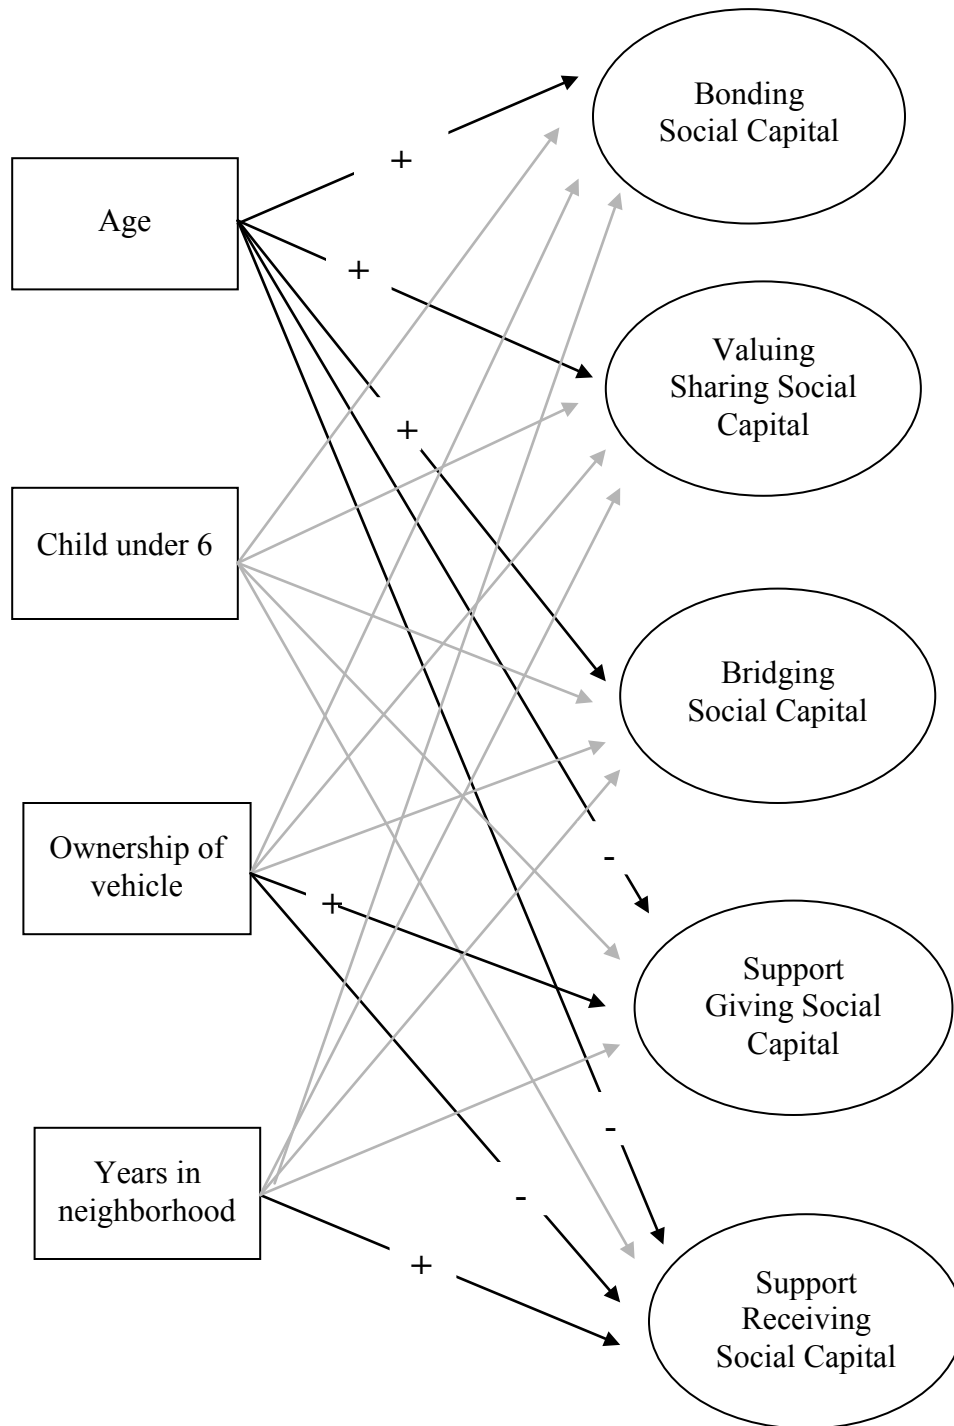 Bonding
Social Capital
+
Age
+
Valuing
Sharing Social
Capital
+
Child under 6
Bridging
Social Capital
Ownership of
vehicle
-
+
Support
Giving Social
Capital
-
Years in
neighborhood
-
+
Support
Receiving
Social Capital